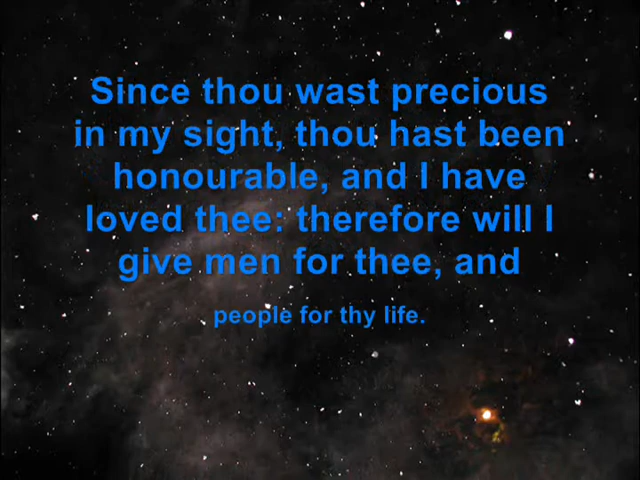 Since thou wast precious
in my sight, thou hast been
honourable, and I have
loved thee: therefore will I
give men for thee, and
people for thy life.